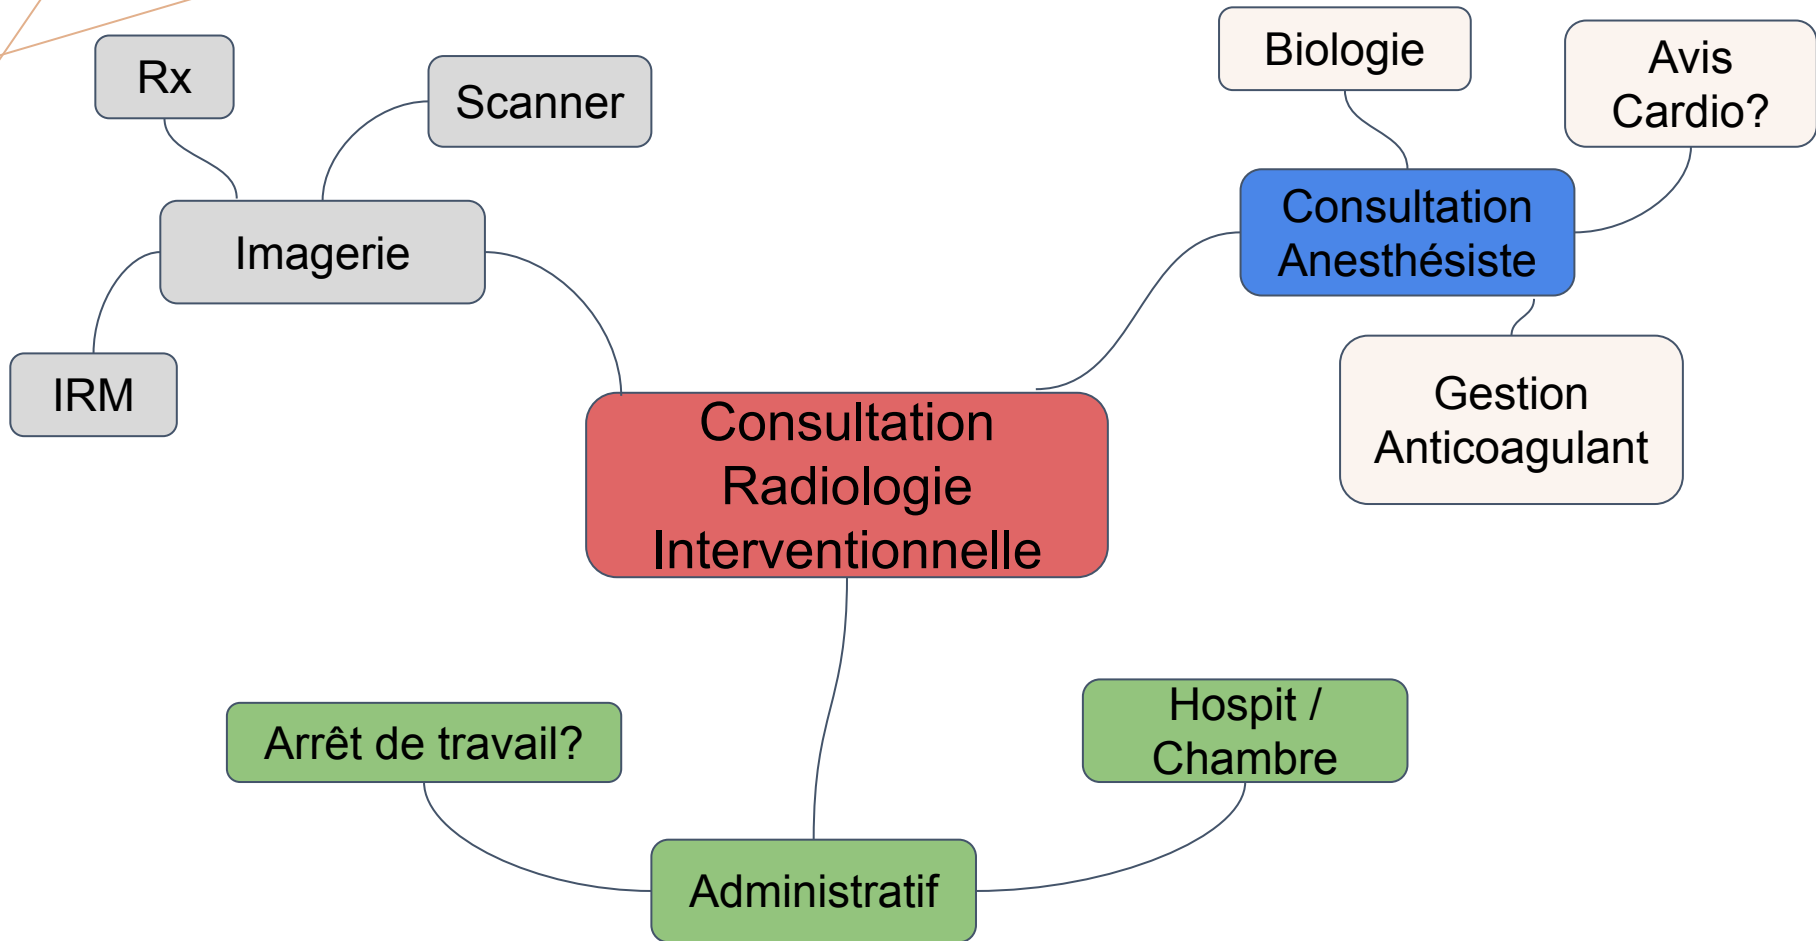 Rx
Scanner
Imagerie
IRM
Biologie
Avis
Cardio?
Consultation
Anesthésiste
Gestion
Anticoagulant
Consultation
Radiologie
Interventionnelle
Arrêt de travail?
Hospit /
Chambre
Administratif